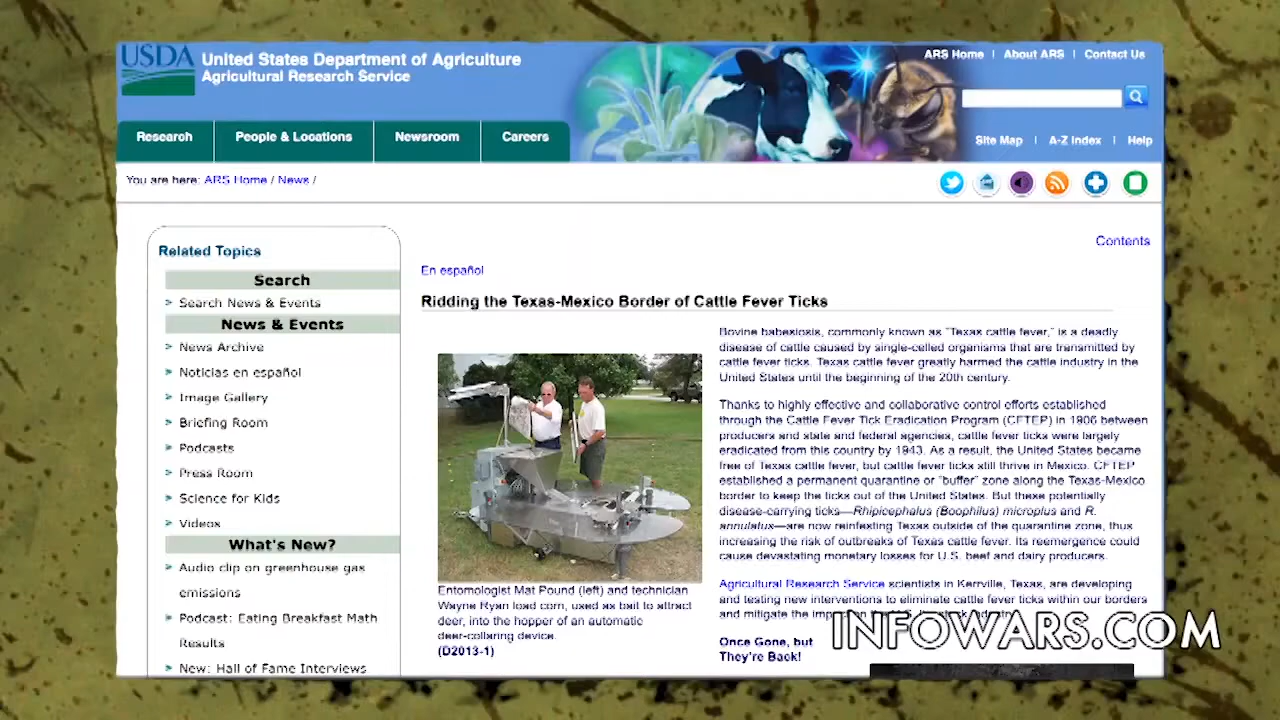 USDA
United States Department of Agriculture
Agricultural Research Service
ARS Home | About ARS | Contact Us
Research
People & Locations
Newsroom
Careers
Site Map | A-Z Index | Help
You are here: ARS Home / News /
Related Topics
Search
Search News & Events
News & Events
News Archive
Noticias en español
Image Gallery
Briefing Room
Podcasts
Press Room
Science for Kids
Videos
What's New?
Audio clip on greenhouse gas
emissions
Podcast: Eating Breakfast Math
Results
New: Hall of Fame Interviews
Contents
En español
Ridding the Texas-Mexico Border of Cattle Fever Ticks
Entomologist Mat Pound (left) and technician
Wayne Ryan load corn, used as bait to attract
deer, into the hopper of an automatic
deer-collaring device.
(D2013-1)
Bovine babesiosis, commonly known as "Texas cattle fever," is a deadly
disease of cattle caused by single-celled organisms that are transmitted by
cattle fever ticks. Texas cattle fever greatly harmed the cattle industry in the
United States until the beginning of the 20th century.
Thanks to highly effective and collaborative control efforts established
through the Cattle Fever Tick Eradication Program (CFTEP) in 1906 between
producers and state and federal agencies, cattle fever ticks were largely
eradicated from this country by 1943. As a result, the United States became
free of Texas cattle fever, but cattle fever ticks still thrive in Mexico. CFTEP
established a permanent quarantine or "buffer" zone along the Texas-Mexico
border to keep the ticks out of the United States. But these potentially
disease-carrying ticks—Rhipicephalus (Boophilus) microplus and R.
annulatus—are now reinfesting Texas outside of the quarantine zone, thus
increasing the risk of outbreaks of Texas cattle fever. Its reemergence could
cause devastating monetary losses for U.S. beef and dairy producers.
Agricultural Research Service scientists in Kerrville, Texas, are developing
and testing new interventions to eliminate cattle fever ticks within our borders
and mitigate the
Once Gone, but
They're Back!
INFOWARS.COM